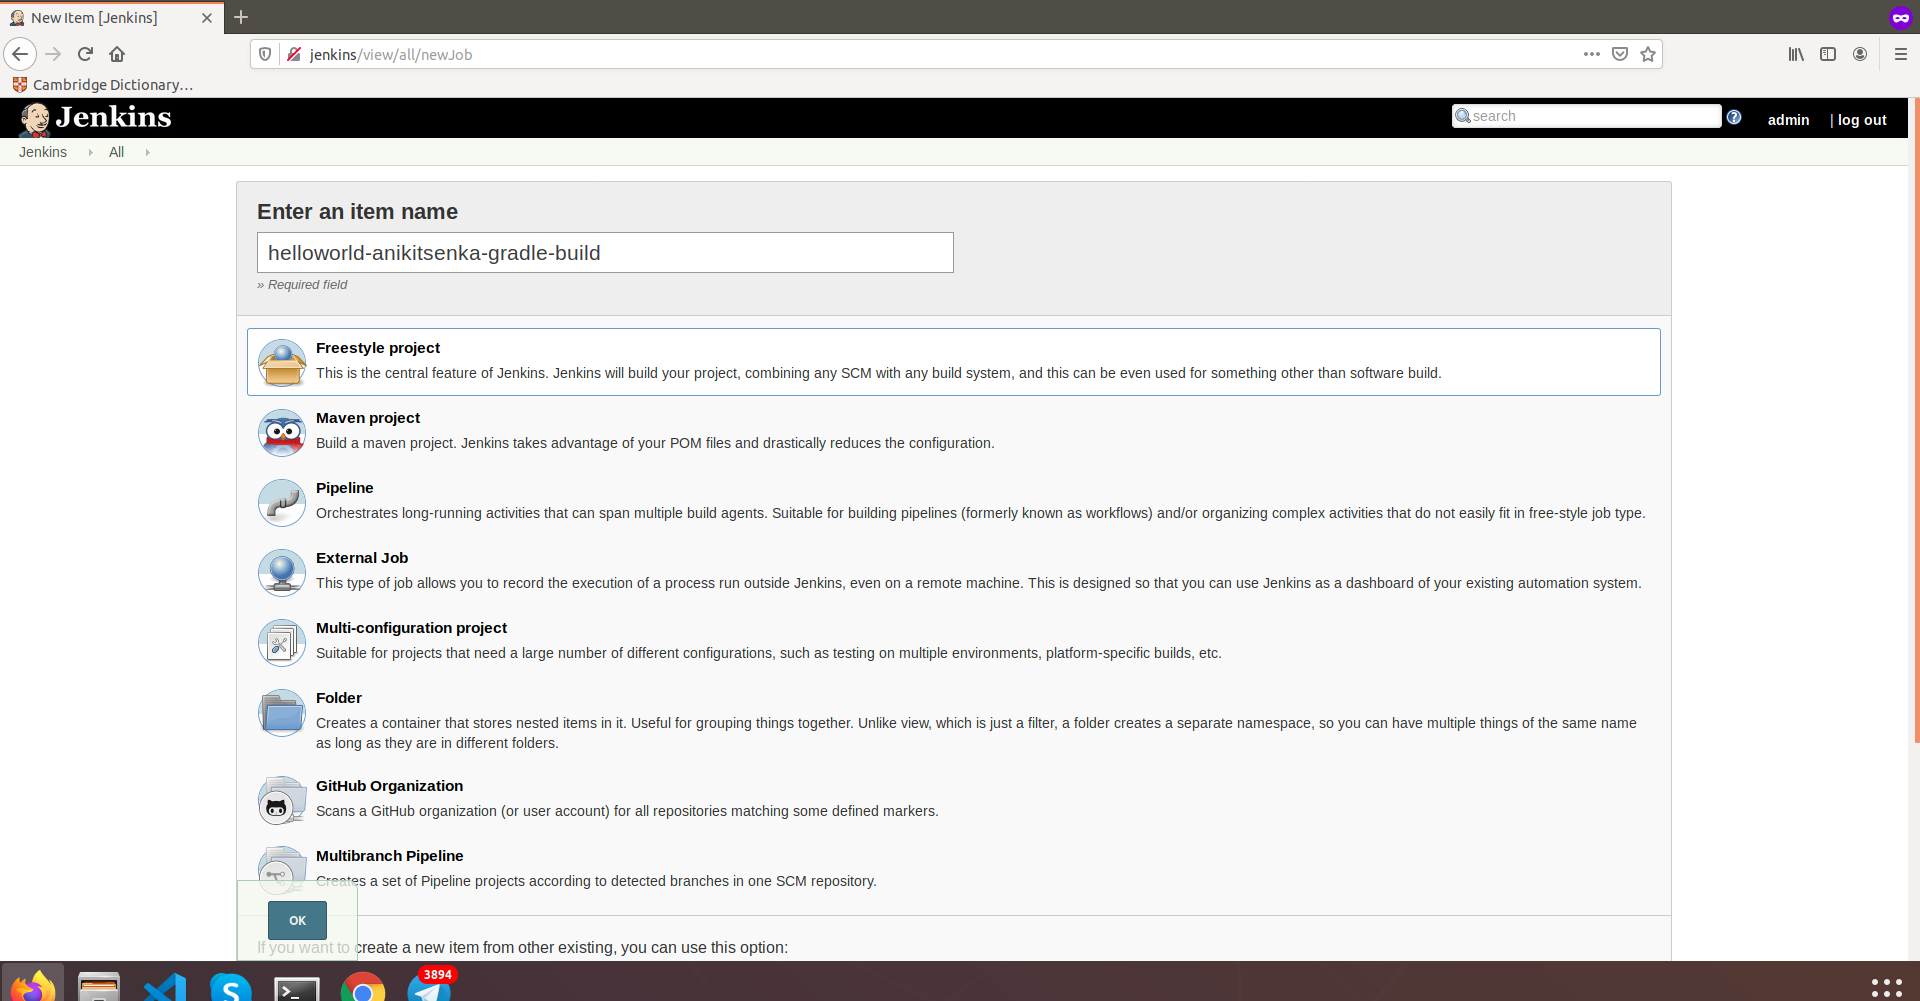 New Item [Jenkins]
jenkins/view/all/newJob
Cambridge Dictionary…
Jenkins
search
admin
| log out
Jenkins
All
Enter an item name
helloworld-anikitsenka-gradle-build
» Required field
Freestyle project
This is the central feature of Jenkins. Jenkins will build your project, combining any SCM with any build system, and this can be even used for something other than software build.
Maven project
Build a maven project. Jenkins takes advantage of your POM files and drastically reduces the configuration.
Pipeline
Orchestrates long-running activities that can span multiple build agents. Suitable for building pipelines (formerly known as workflows) and/or organizing complex activities that do not easily fit in free-style job type.
External Job
This type of job allows you to record the execution of a process run outside Jenkins, even on a remote machine. This is designed so that you can use Jenkins as a dashboard of your existing automation system.
Multi-configuration project
Suitable for projects that need a large number of different configurations, such as testing on multiple environments, platform-specific builds, etc.
Folder
Creates a container that stores nested items in it. Useful for grouping things together. Unlike view, which is just a filter, a folder creates a separate namespace, so you can have multiple things of the same name
as long as they are in different folders.
GitHub Organization
Scans a GitHub organization (or user account) for all repositories matching some defined markers.
Multibranch Pipeline
Creates a set of Pipeline projects according to detected branches in one SCM repository.
OK
If you want to create a new item from other existing, you can use this option:
3894